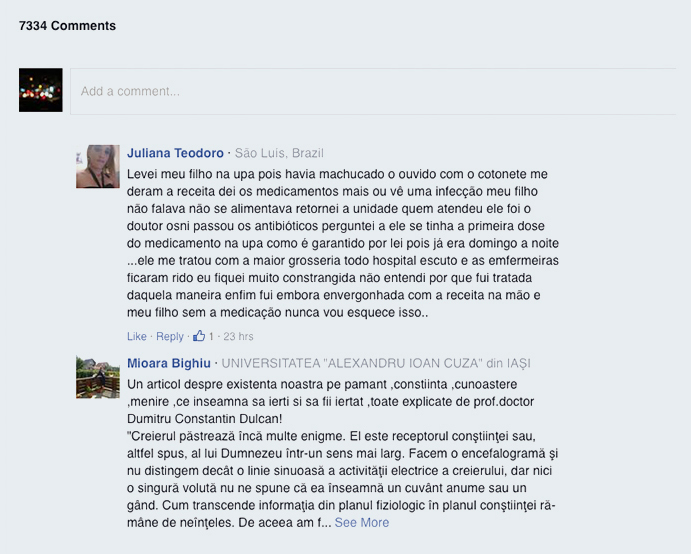 7334 Comments
Add a comment...
Juliana Teodoro · São Luís, Brazil
Levei meu filho na upa pois havia machucado o ouvido com o cotonete me
deram a receita dei os medicamentos mais ou vê uma infecção meu filho
não falava não se alimentava retornei a unidade quem atendeu ele foi o
doutor osni passou os antibióticos perguntei a ele se tinha a primeira dose
do medicamento na upa como é garantido por lei pois já era domingo a noite
...ele me tratou com a maior grosseria todo hospital escuto e as emfermeiras
ficaram rido eu fiquei muito constrangida não entendi por que fui tratada
daquela maneira enfim fui embora envergonhada com a receita na mão e
meu filho sem a medicação nunca vou esquece isso..
Like · Reply · 1 · 23 hrs
Mioara Bighiu · UNIVERSITATEA "ALEXANDRU IOAN CUZA" din IAŞI
Un articol despre existenta noastra pe pamant ,constiinta ,cunoastere
,menire ,ce inseamna sa ierti si sa fii iertat ,toate explicate de prof.doctor
Dumitru Constantin Dulcan!
"Creierul păstrează încă multe enigme. El este receptorul conştiinţei sau,
altfel spus, al lui Dumnezeu într-un sens mai larg. Facem o encefalogramă şi
nu distingem decât o linie sinuoasă a activităţii electrice a creierului, dar nici
o singură volută nu ne spune că ea înseamnă un cuvânt anume sau un
gând. Cum transcende informaţia din planul fiziologic în planul conştiinţei ră-
mâne de neînţeles. De aceea am f... See More